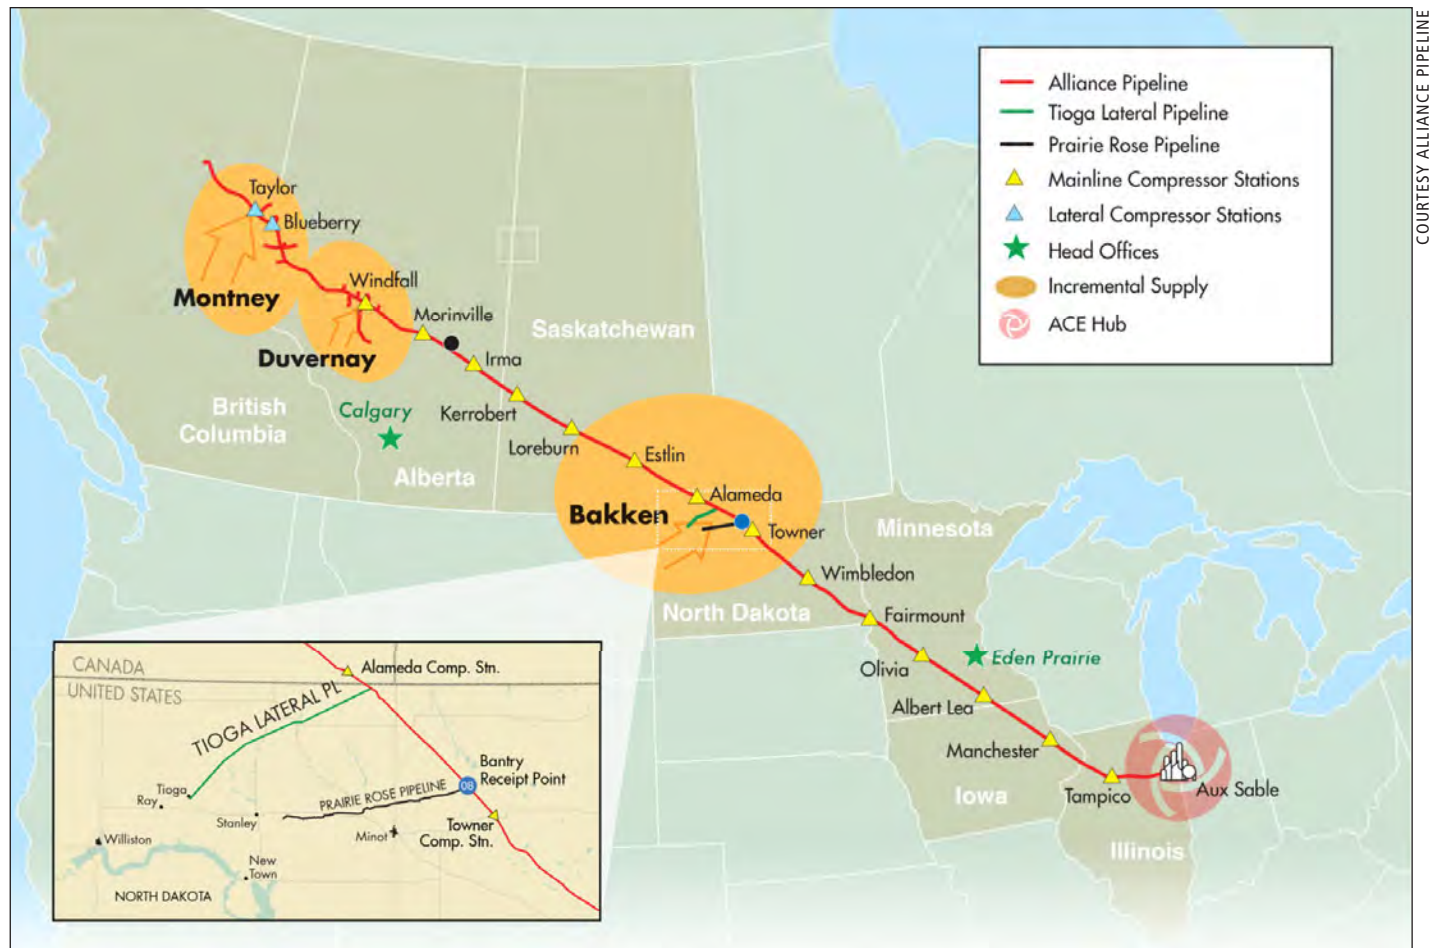 COURTESY ALLIANCE PIPELINE
Alliance Pipeline
Tioga Lateral Pipeline
Prairie Rose Pipeline
Mainline Compressor Stations
Lateral Compressor Stations
Head Offices
Incremental Supply
ACE Hub
Taylor
Blueberry
Montney
Windfall
Duvernay
Morinville
Saskatchewan
Irma
British
Columbia
Calgary
Kerrobert
Loreburn
Alberta
Estlin
Alameda
Bakken
Towner
Minnesota
Wimbledon
North Dakota
Fairmount
Olivia
Eden Prairie
Albert Lea
Manchester
Iowa
Tampico
Aux Sable
Illinois
CANADA
UNITED STATES
Alameda Comp. Stn.
TIOGA LATERAL PL
Bantry
Receipt Point
08
PRAIRIE ROSE PIPELINE
Tioga
Ray
Stanley
Minot
Towner
Comp. Stn.
Williston
New
Town
NORTH DAKOTA